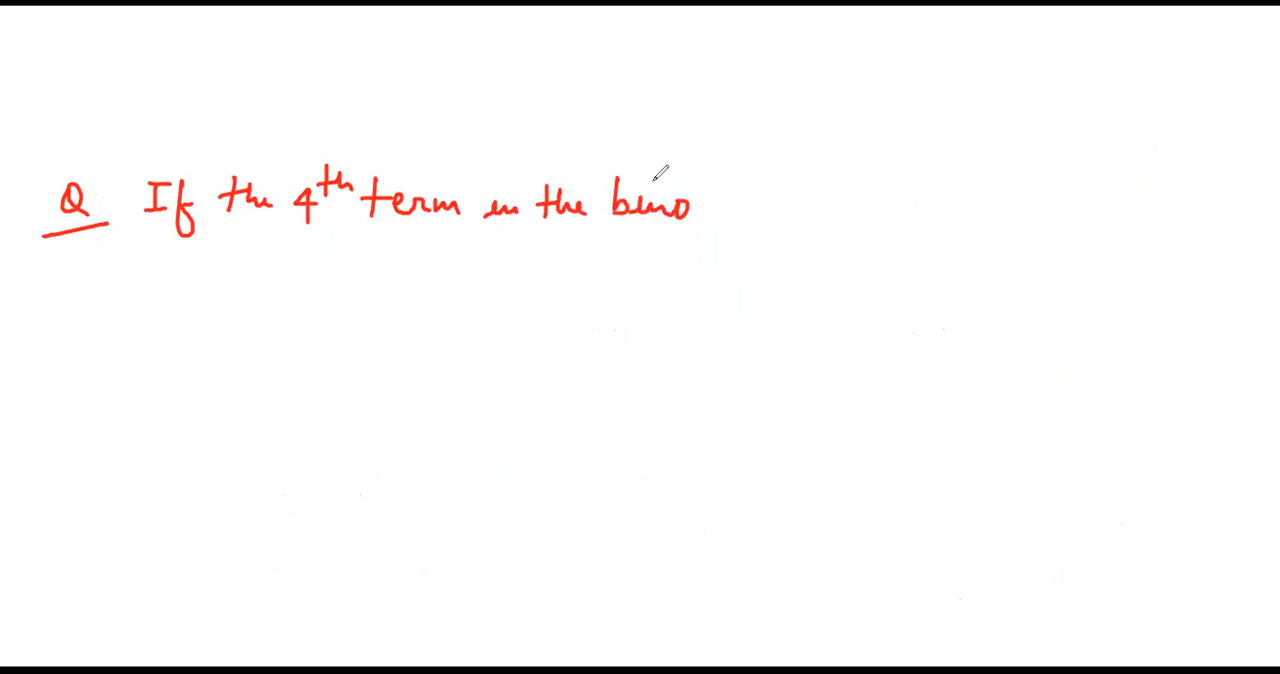 Q If the 4th term in the bino